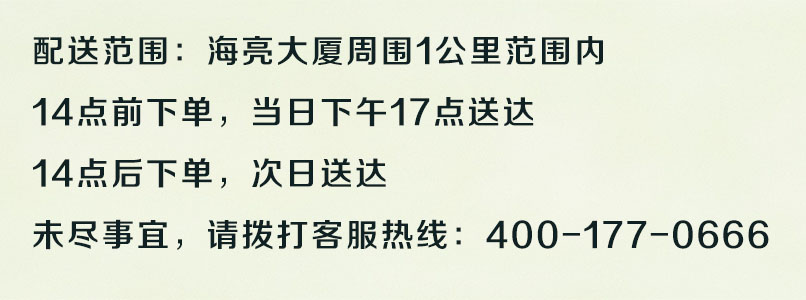 配送范围：海亮大厦周围1公里范围内
14点前下单，当日下午17点送达
14点后下单，次日送达
未尽事宜，请拨打客服热线：400-177-0666